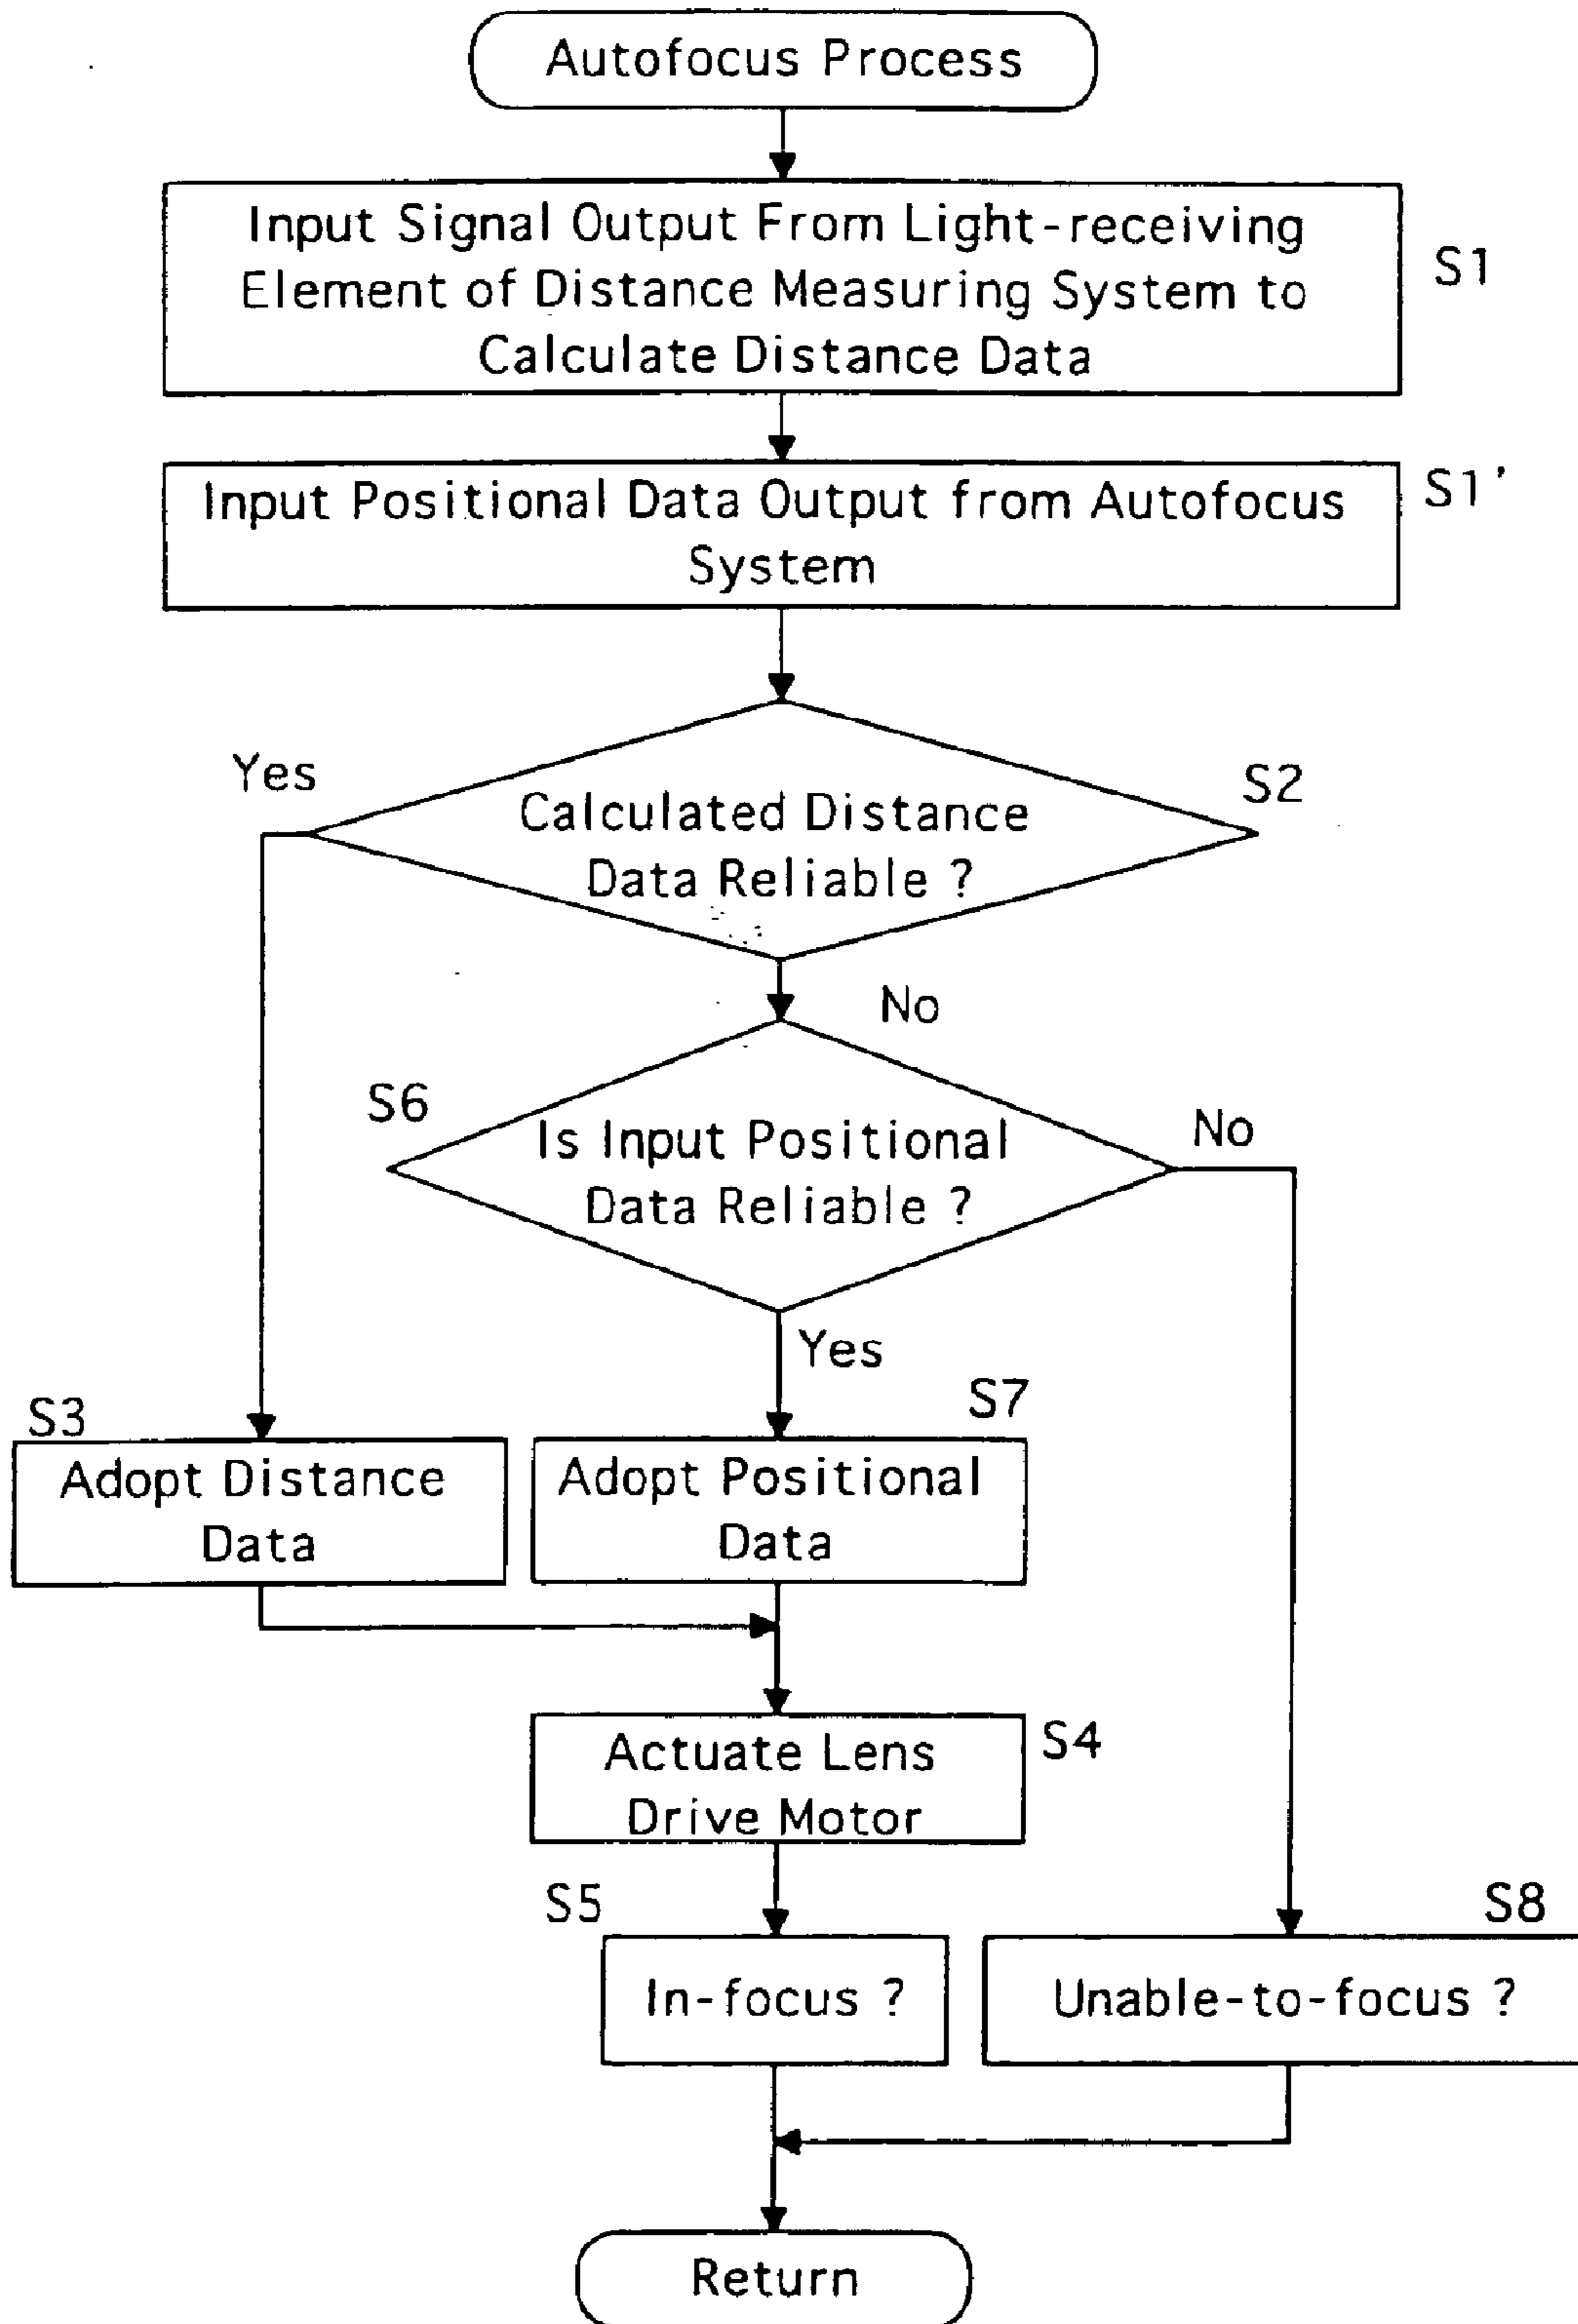 Autofocus Process
Input Signal Output From Light-receiving
Element of Distance Measuring System to
Calculate Distance Data
S1
Input Positional Data Output from Autofocus
System
S1'
Yes
S2
Calculated Distance
Data Reliable ?
No
S6
Is Input Positional
Data Reliable ?
No
Yes
S3
Adopt Distance
Data
S7
Adopt Positional
Data
Actuate Lens
Drive Motor
S4
S5
In-focus ?
S8
Unable-to-focus ?
Return